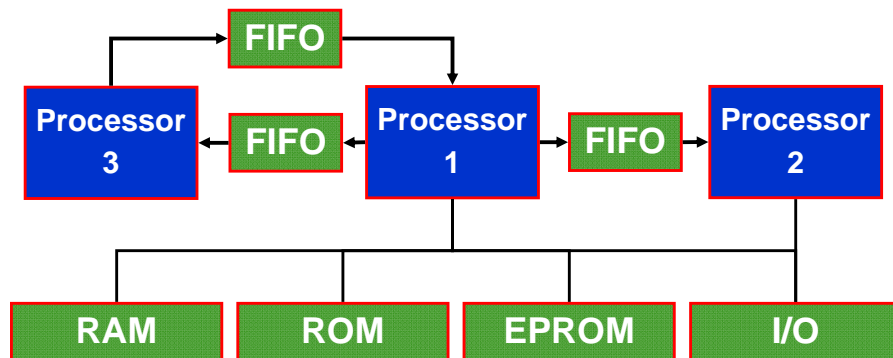 FIFO
Processor
3
FIFO
Processor
1
FIFO
Processor
2
RAM
ROM
EPROM
I/O